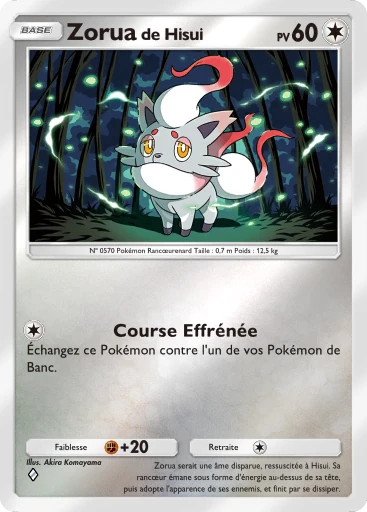 BASE Zorua de Hisui PV 60
N° 0570 Pokémon Rancœurenard Taille : 0,7 m Poids : 12,5 kg
Course Effrénée
Échangez ce Pokémon contre l'un de vos Pokémon de
Banc.
Faiblesse +20 Retraite
Illus. Akira Komayama
Zorua serait une âme disparue, ressuscitée à Hisui. Sa
rancœur émane sous forme d'énergie au-dessus de sa tête,
puis adopte l'apparence de ses ennemis, et finit par se dissiper.